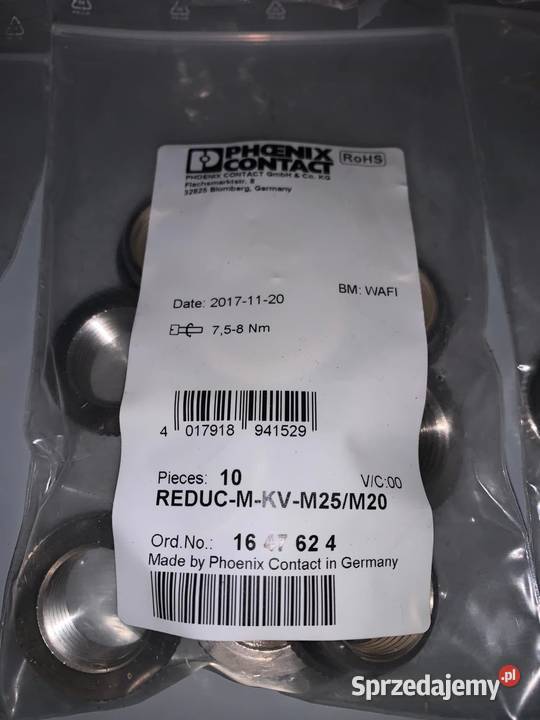 PHŒNIX
CONTACT
RoHS
PHOENIX CONTACT GmbH & Co. KG
Flachsmarktstr. 8
32825 Blomberg, Germany
BM: WAFI
Date: 2017-11-20
7,5-8 Nm
4 017918 941529
Pieces: 10
V/C:00
REDUC-M-KV-M25/M20
Ord.No.: 16 47 62 4
Made by Phoenix Contact in Germany
Sprzedajemy.pl